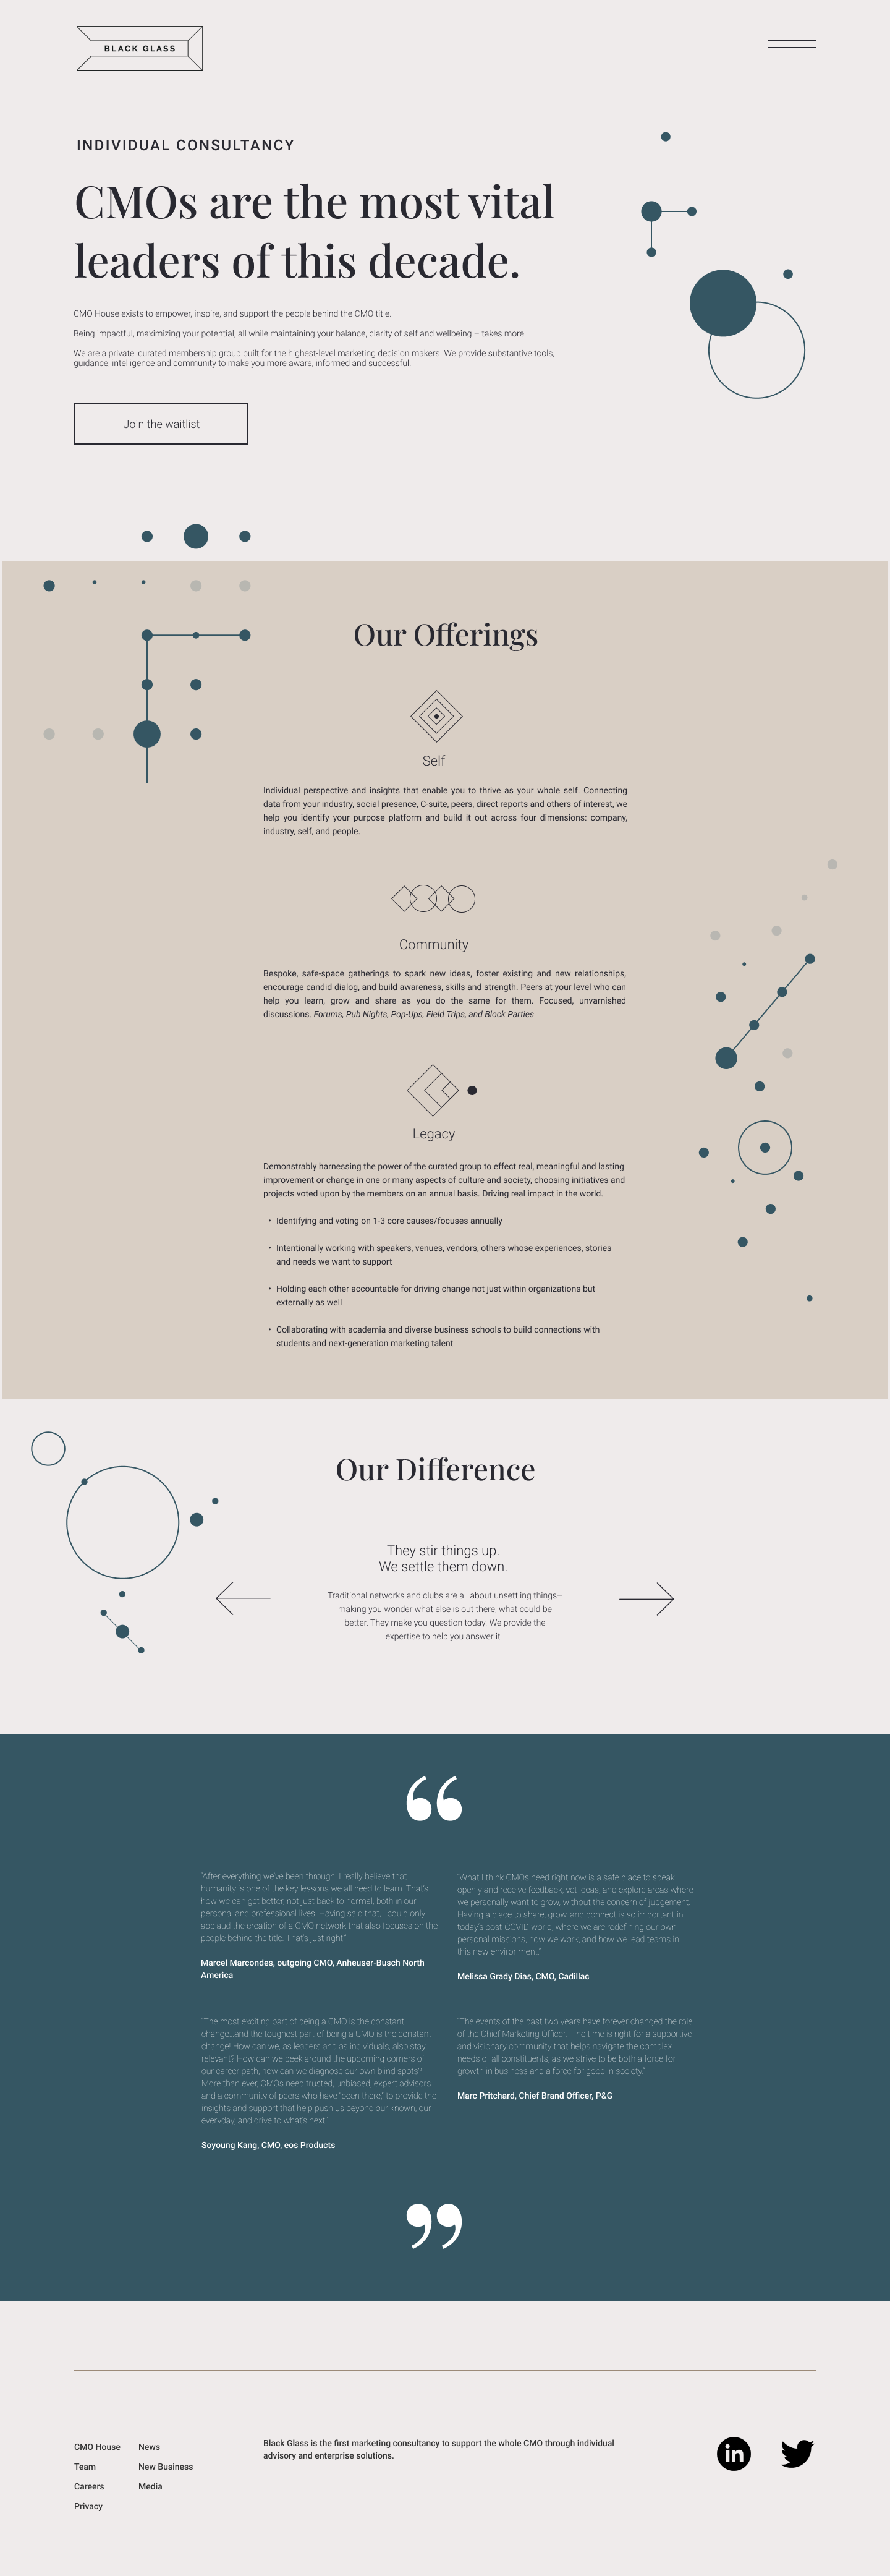 BLACK GLASS
INDIVIDUAL CONSULTANCY
CMOs are the most vital
leaders of this decade.
CMO House exists to empower, inspire, and support the people behind the CMO title.
Being impactful, maximizing your potential, all while maintaining your balance, clarity of self and wellbeing – takes more.
We are a private, curated membership group built for the highest-level marketing decision makers. We provide substantive tools,
guidance, intelligence and community to make you more aware, informed and successful.
Join the waitlist
Our Offerings
Self
Individual perspective and insights that enable you to thrive as your whole self. Connecting
data from your industry, social presence, C-suite, peers, direct reports and others of interest, we
help you identify your purpose platform and build it out across four dimensions: company,
industry, self, and people.
Community
Bespoke, safe-space gatherings to spark new ideas, foster existing and new relationships,
encourage candid dialog, and build awareness, skills and strength. Peers at your level who can
help you learn, grow and share as you do the same for them. Focused, unvarnished
discussions. Forums, Pub Nights, Pop-Ups, Field Trips, and Block Parties
Legacy
Demonstrably harnessing the power of the curated group to effect real, meaningful and lasting
improvement or change in one or many aspects of culture and society, choosing initiatives and
projects voted upon by the members on an annual basis. Driving real impact in the world.
• Identifying and voting on 1-3 core causes/focuses annually
• Intentionally working with speakers, venues, vendors, others whose experiences, stories
and needs we want to support
• Holding each other accountable for driving change not just within organizations but
externally as well
• Collaborating with academia and diverse business schools to build connections with
students and next-generation marketing talent
Our Difference
They stir things up.
We settle them down.
Traditional networks and clubs are all about unsettling things–
making you wonder what else is out there, what could be
better. They make you question today. We provide the
expertise to help you answer it.
“
“After everything we’ve been through, I really believe that
humanity is one of the key lessons we all need to learn. That’s
how we can get better, not just back to normal, both in our
personal and professional lives. Having said that, I could only
applaud the creation of a CMO network that also focuses on the
people behind the title. That’s just right.”
Marcel Marcondes, outgoing CMO, Anheuser-Busch North
America
“What I think CMOs need right now is a safe place to speak
openly and receive feedback, vet ideas, and explore areas where
we personally want to grow, without the concern of judgement.
Having a place to share, grow, and connect is so important in
today’s post-COVID world, where we are redefining our own
personal missions, how we work, and how we lead teams in
this new environment.”
Melissa Grady Dias, CMO, Cadillac
“The most exciting part of being a CMO is the constant
change...and the toughest part of being a CMO is the constant
change! How can we, as leaders and as individuals, also stay
relevant? How can we peek around the upcoming corners of
our career path, how can we diagnose our own blind spots?
More than ever, CMOs need trusted, unbiased, expert advisors
and a community of peers who have “been there,” to provide the
insights and support that help push us beyond our known, our
everyday, and drive to what’s next.”
Soyoung Kang, CMO, eos Products
“The events of the past two years have forever changed the role
of the Chief Marketing Officer. The time is right for a supportive
and visionary community that helps navigate the complex
needs of all constituents, as we strive to be both a force for
growth in business and a force for good in society.”
Marc Pritchard, Chief Brand Officer, P&G
”
CMO House
Team
Careers
Privacy
News
New Business
Media
Black Glass is the first marketing consultancy to support the whole CMO through individual
advisory and enterprise solutions.
in